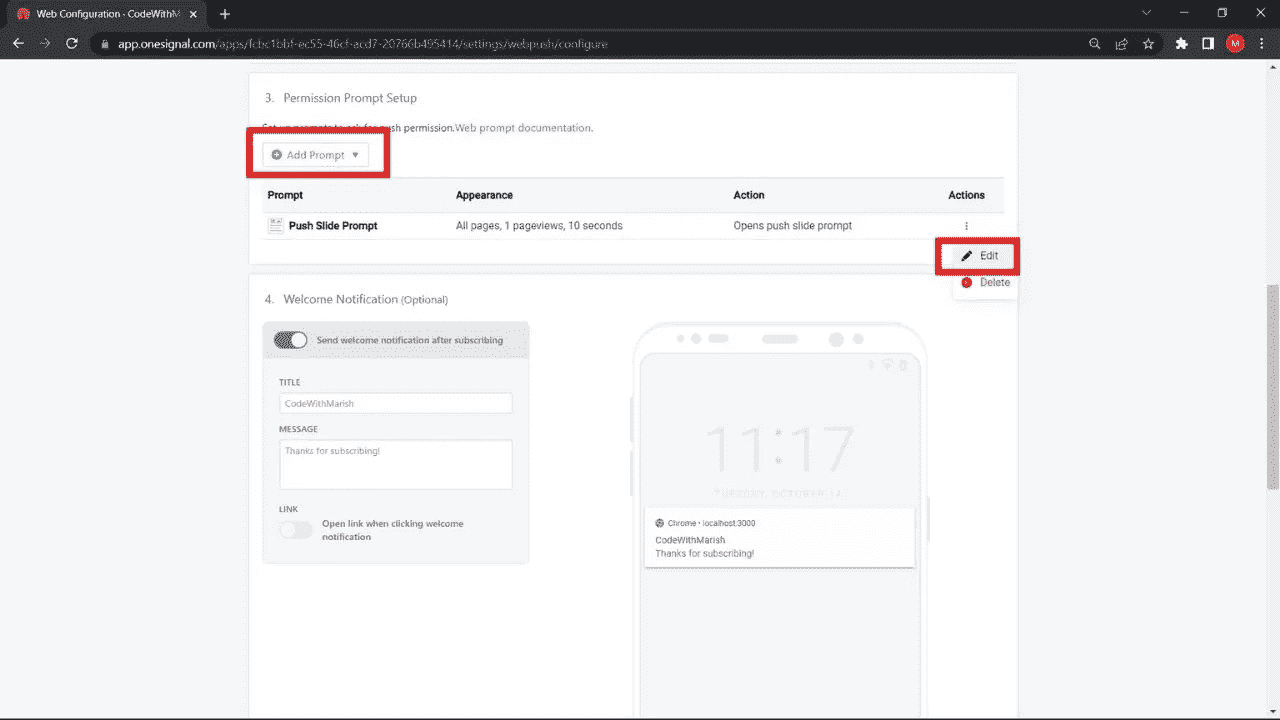 Web Configuration - CodeWithM
app.onesignal.com/apps/fcbc1bbf-ec55-46cf-acd7-20766b495414/settings/webpush/configure
M
3. Permission Prompt Setup
push permission. Web prompt documentation.
Add Prompt
Prompt Appearance Action Actions
Push Slide Prompt All pages, 1 pageviews, 10 seconds Opens push slide prompt
Edit
Delete
4. Welcome Notification (Optional)
Send welcome notification after subscribing
TITLE
CodeWithMarish
MESSAGE
Thanks for subscribing!
LINK
Open link when clicking welcome
notification
11:17
TUESDAY, OCTOBER 14
Chrome • localhost:3000
CodeWithMarish
Thanks for subscribing!